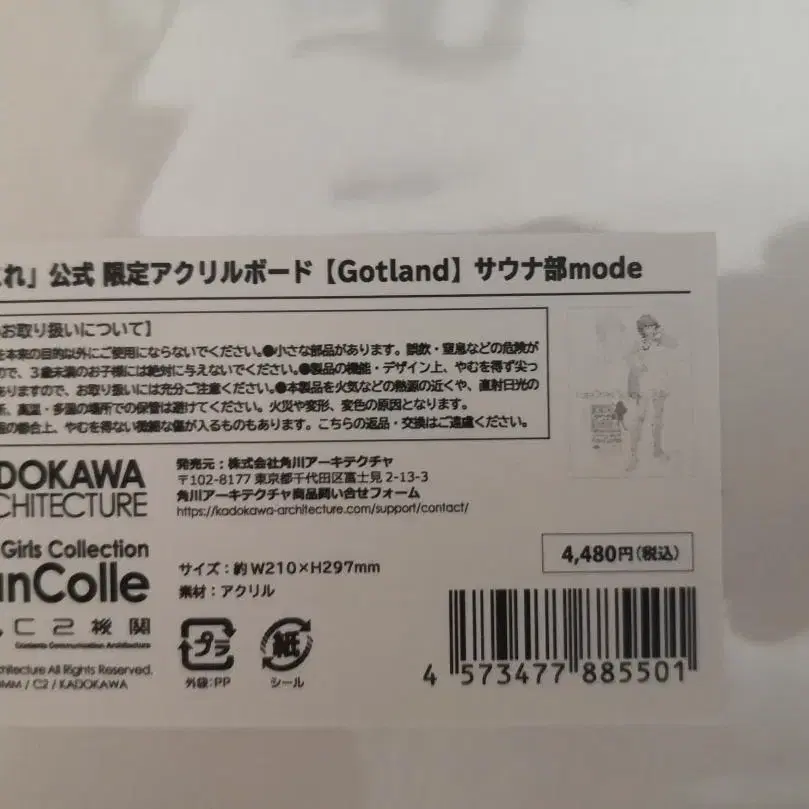 れ」公式 限定アクリルボード【Gotland】サウナ部mode
お取り扱いについて】
を本来の目的以外にご使用にならないでください。●小さな部品があります。誤飲・窒息などの危険が
ので、3歳未満のお子様には絶対に与えないでください。●製品の機能・デザイン上、やむを得ず尖っ
ありますので、お取り扱いには充分ご注意ください。●本製品を火気などの熱源の近くや、直射日光の
所、高温・多湿の場所での保管は避けてください。火災や変形、変色の原因となります。
の都合上、やむを得ない微細な傷が入るものもあります。こちらの返品・交換はご遠慮ください。
DOKAWA
CHITECTURE
発売元:株式会社角川アーキテクチャ
〒102-8177 東京都千代田区富士見 2-13-3
角川アーキテクチャ商品問い合せフォーム
https://kadokawa-architecture.com/support/contact/
Girls Collection
nColle
C2機関
Contents Communication Architecture
chitecture All Rights Reserved.
OMM / C2 / KADOKAWA
サイズ:約 W210×H297mm
素材:アクリル
プラ
外袋:PP
紙
シール
4,480円(税込)
4 573477 885501